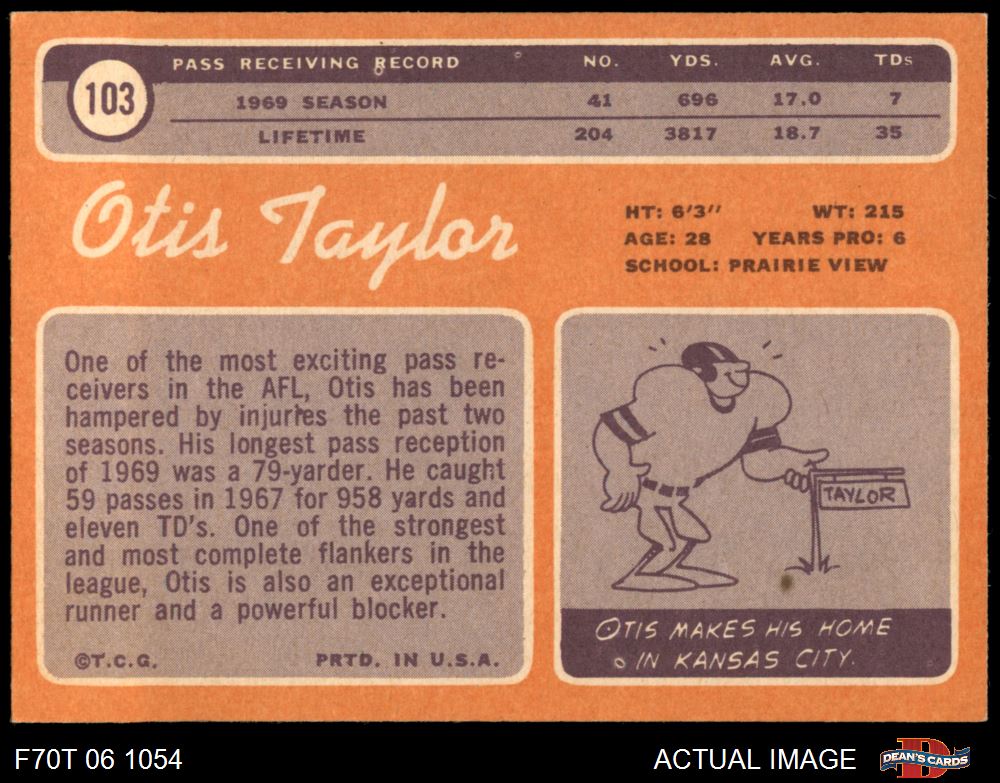 103
PASS RECEIVING RECORD NO. YDS. AVG. TDs
1969 SEASON 41 696 17.0 7
LIFETIME 204 3817 18.7 35
Otis Taylor
HT: 6'3" WT: 215
AGE: 28 YEARS PRO: 6
SCHOOL: PRAIRIE VIEW
One of the most exciting pass re-
ceivers in the AFL, Otis has been
hampered by injuries the past two
seasons. His longest pass reception
of 1969 was a 79-yarder. He caught
59 passes in 1967 for 958 yards and
eleven TD's. One of the strongest
and most complete flankers in the
league, Otis is also an exceptional
runner and a powerful blocker.
©T.C.G. PRTD. IN U.S.A.
TAYLOR
OTIS MAKES HIS HOME
IN KANSAS CITY.
F70T 06 1054 ACTUAL IMAGE DEAN'S CARDS